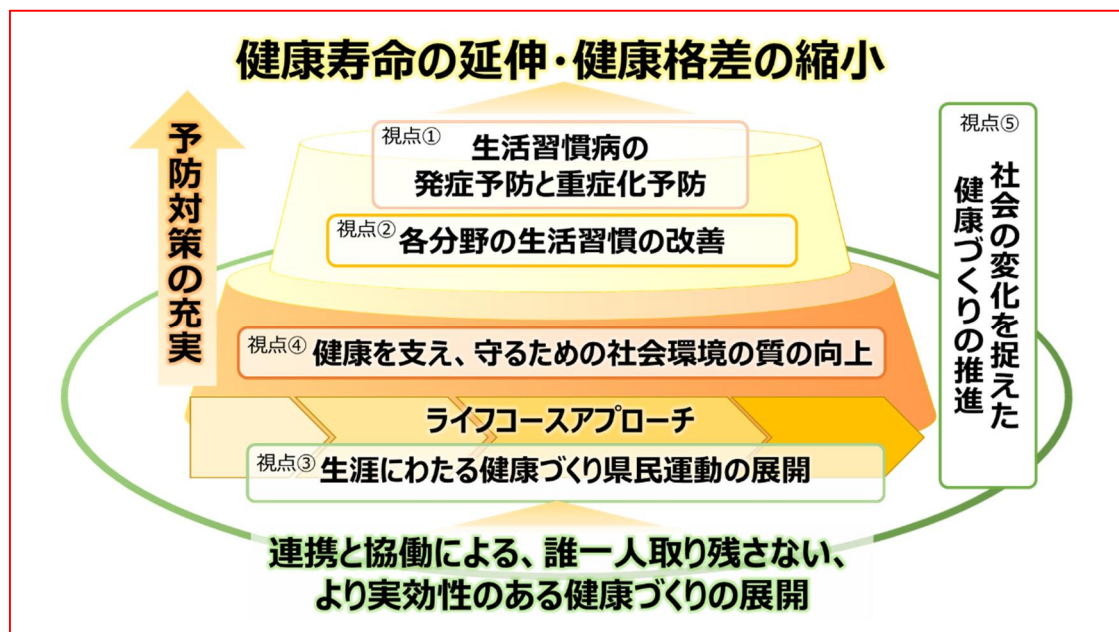 健康寿命の延伸・健康格差の縮小
予防対策の充実
視点①
生活習慣病の
発症予防と重症化予防
視点② 各分野の生活習慣の改善
視点④ 健康を支え、守るための社会環境の質の向上
ライフコースアプローチ
視点③ 生涯にわたる健康づくり県民運動の展開
視点⑤
社会の変化を捉えた
健康づくりの推進
連携と協働による、誰一人取り残さない、
より実効性のある健康づくりの展開